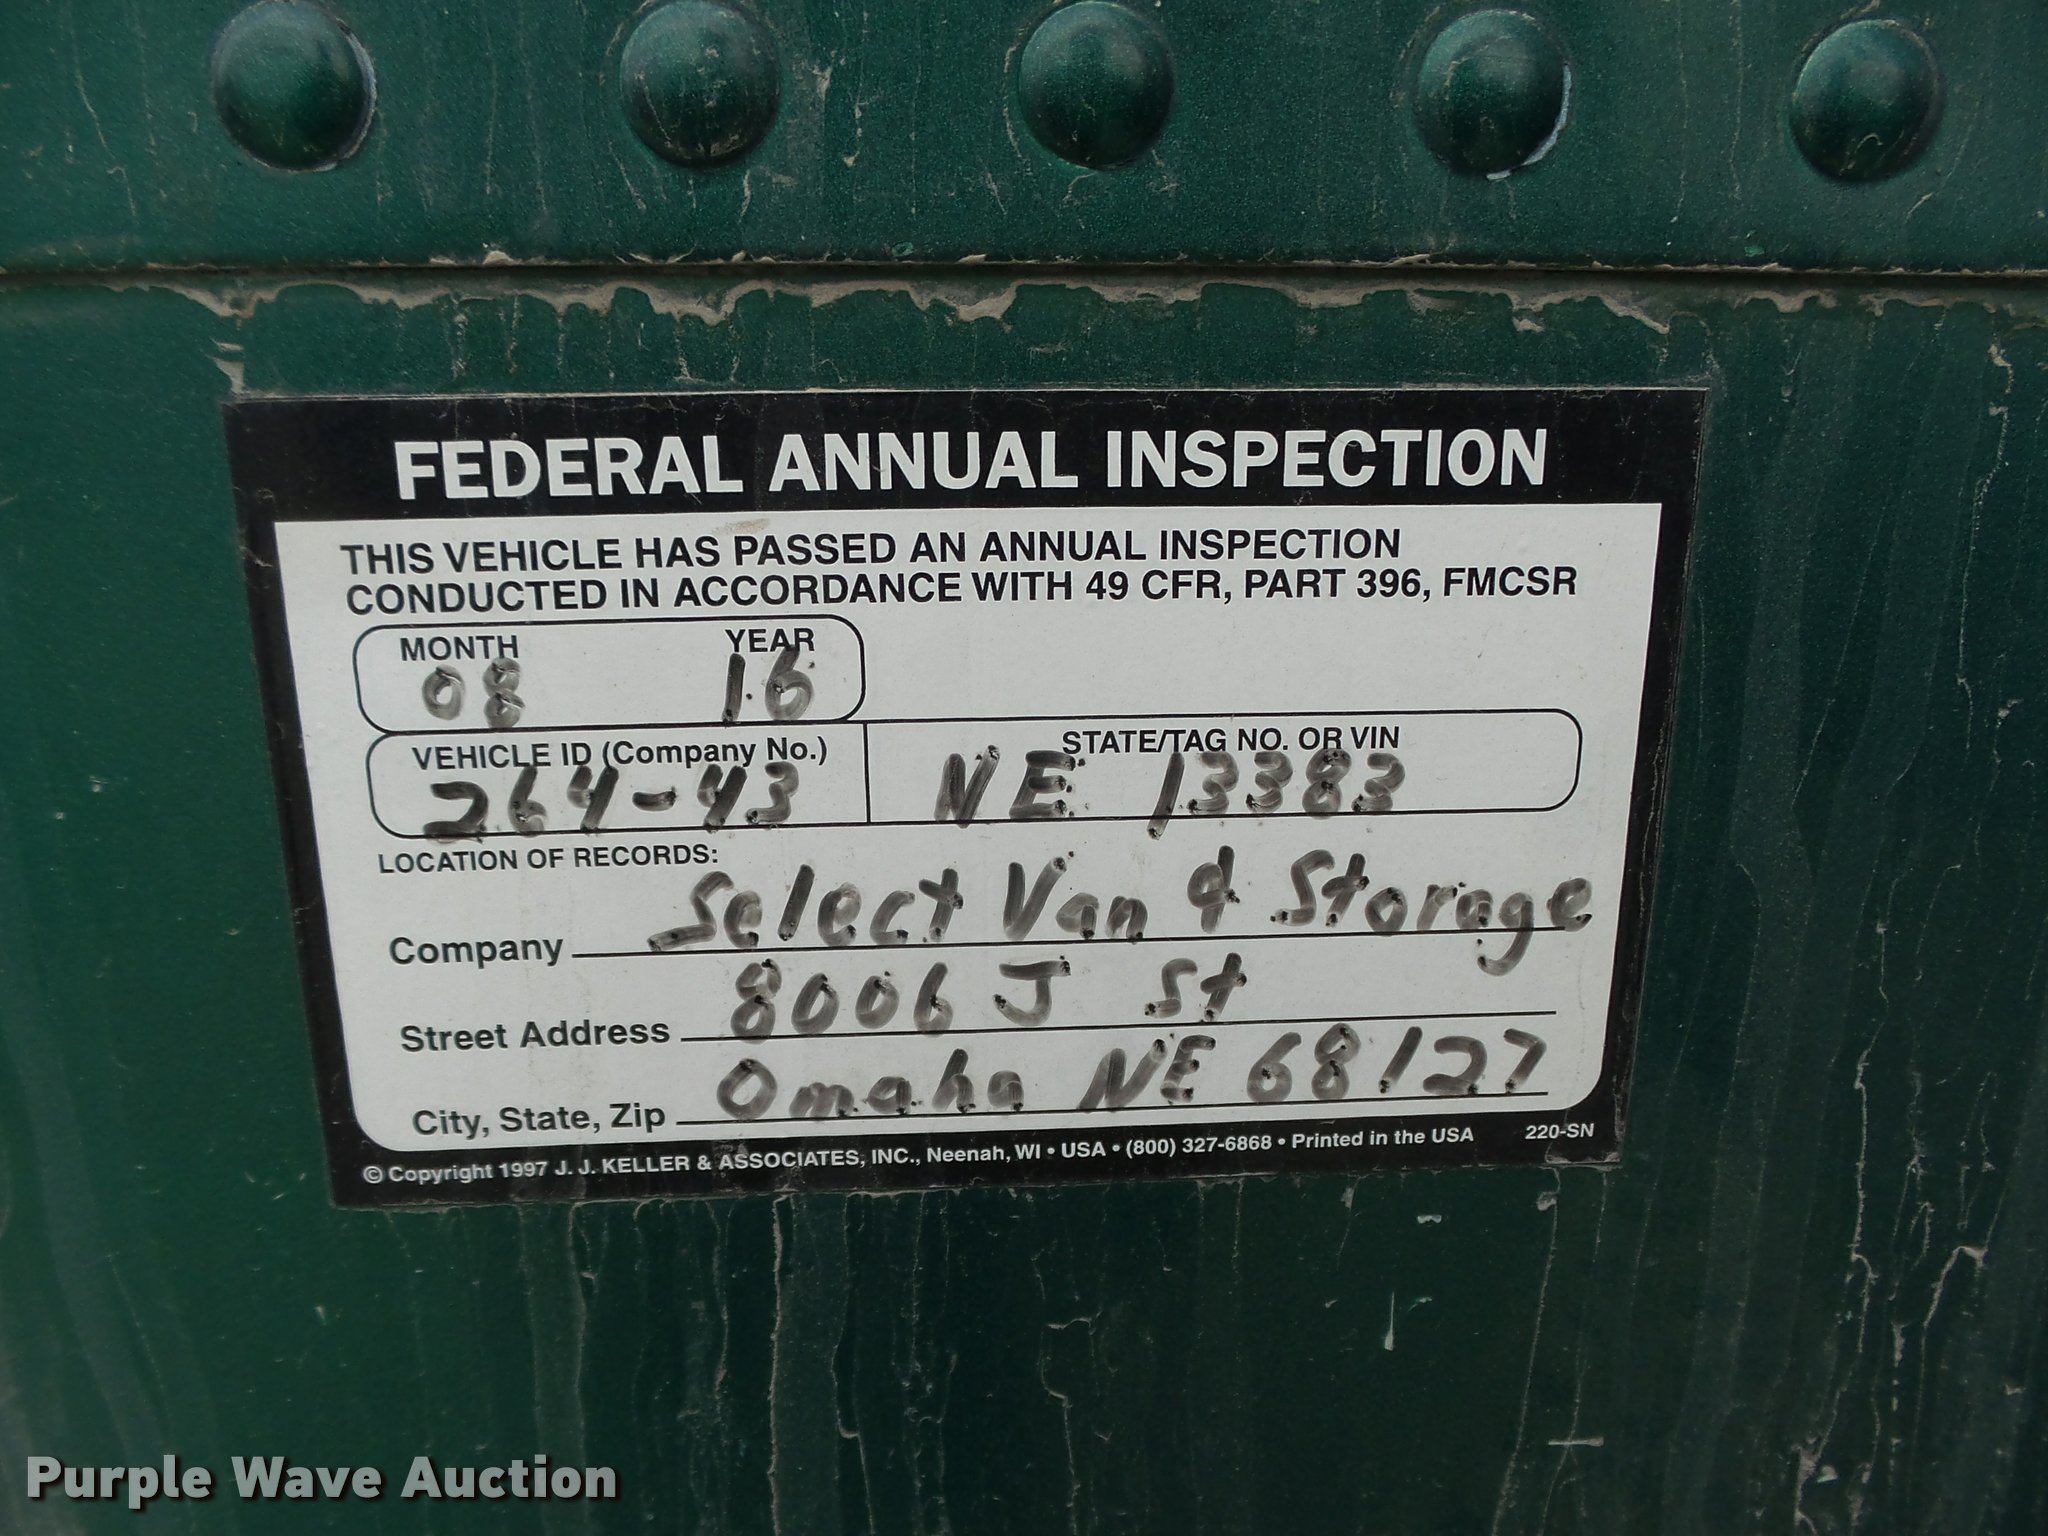 FEDERAL ANNUAL INSPECTION
THIS VEHICLE HAS PASSED AN ANNUAL INSPECTION
CONDUCTED IN ACCORDANCE WITH 49 CFR, PART 396, FMCSR
MONTH YEAR
08 16
VEHICLE ID (Company No.) STATE/TAG NO. OR VIN
264-43 NE 13383
LOCATION OF RECORDS:
Company Select Van & Storage
Street Address 8006 J St
City, State, Zip Omaha NE 68127
© Copyright 1997 J. J. KELLER & ASSOCIATES, INC., Neenah, WI • USA • (800) 327-6868 • Printed in the USA 220-SN
Purple Wave Auction